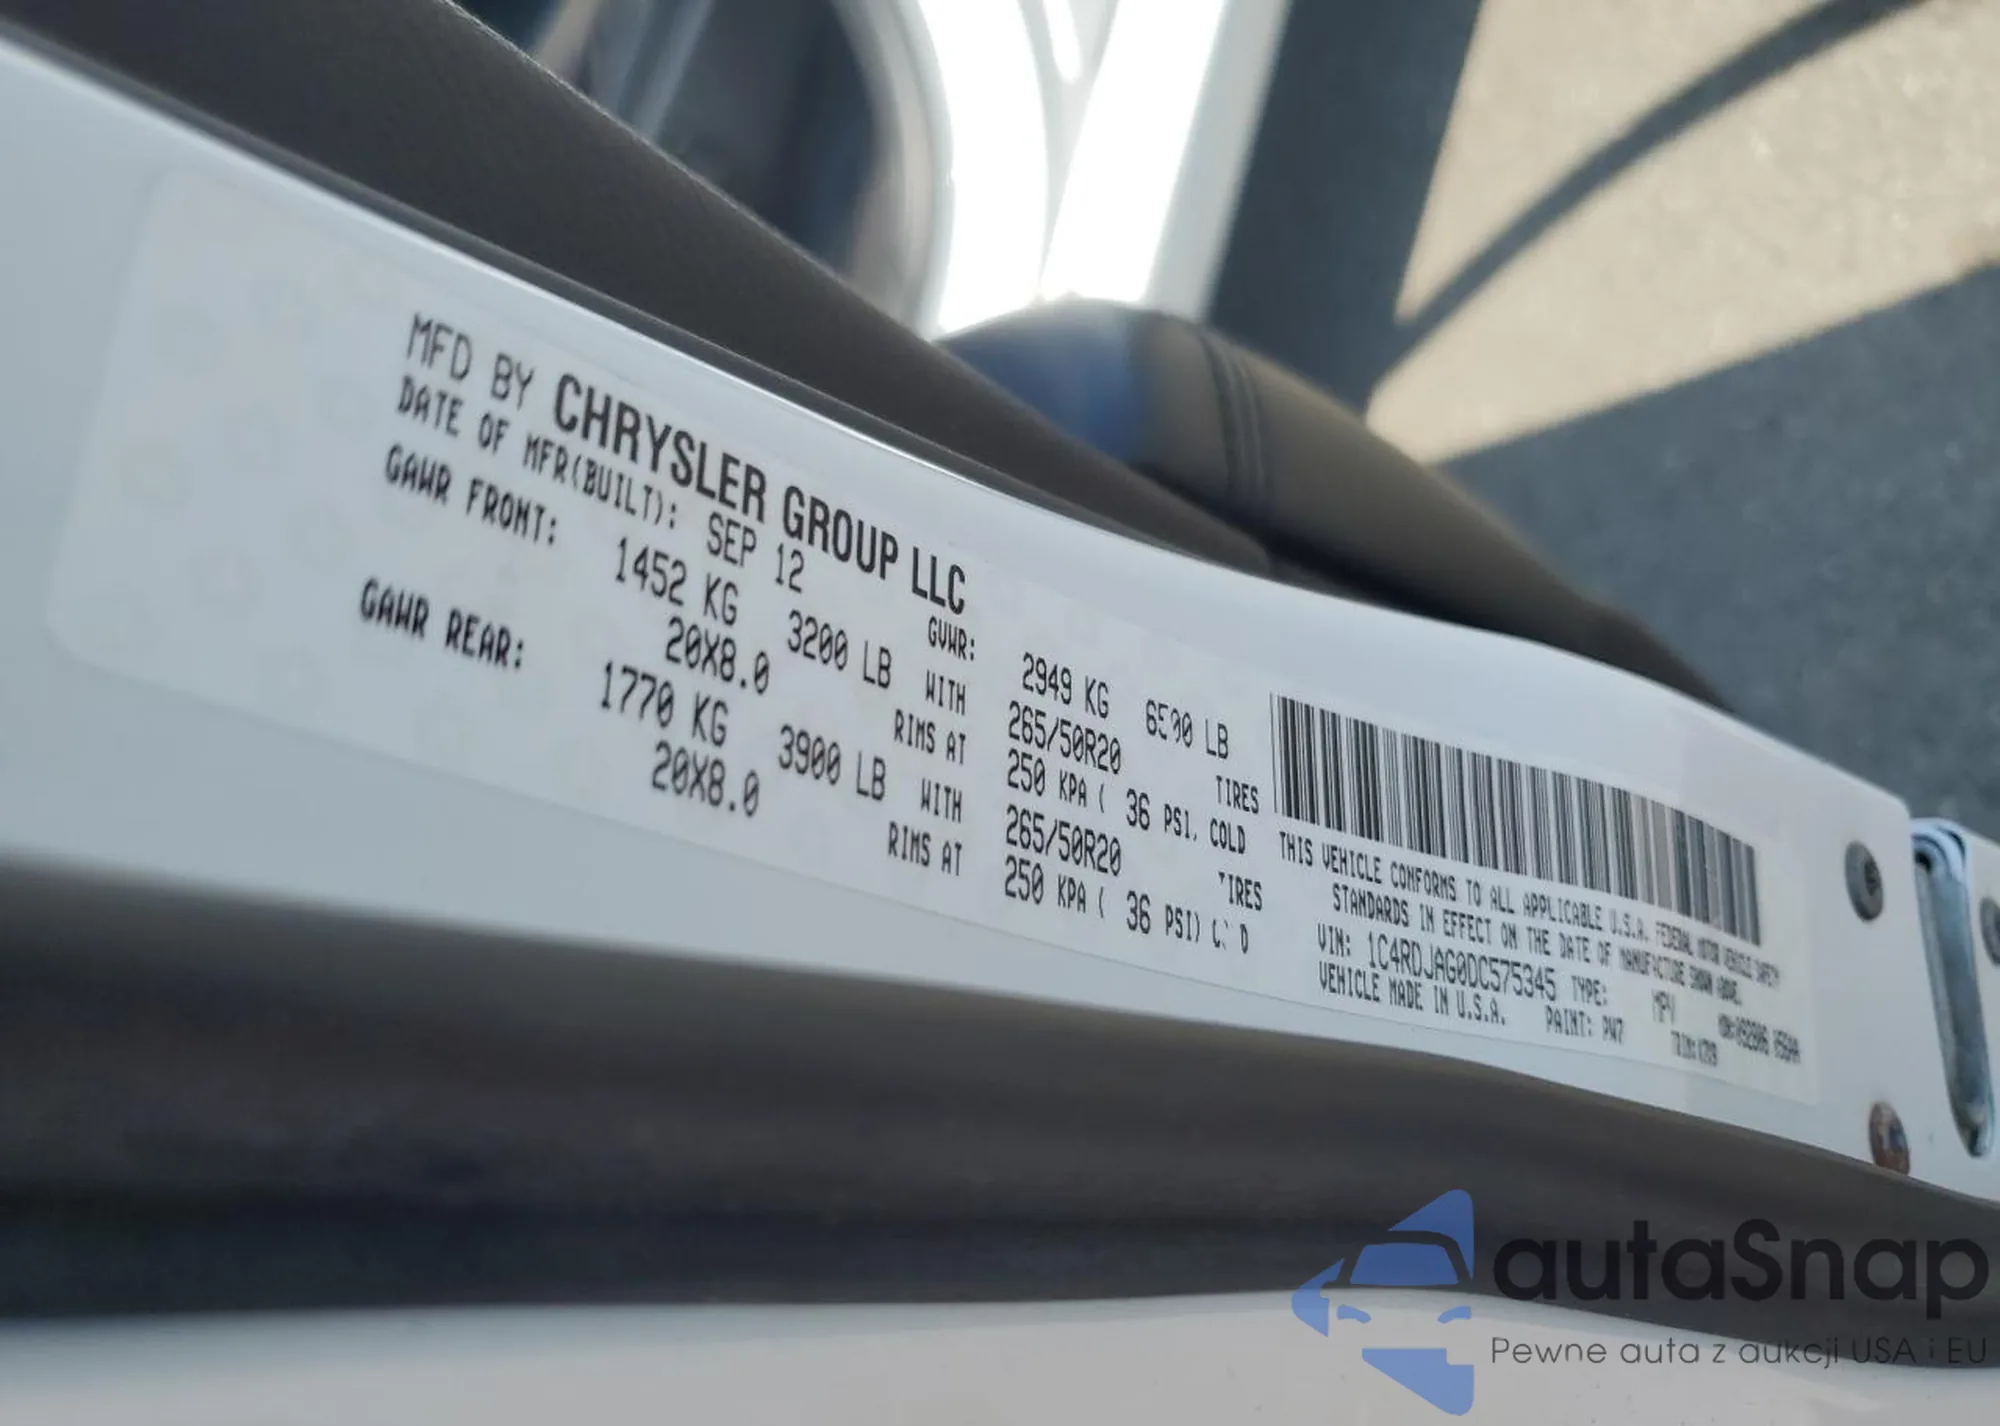 MFD BY CHRYSLER GROUP LLC
DATE OF MFR(BUILT): SEP 12 GVWR: 2949 KG 6500 LB
GAWR FRONT: 1452 KG 3200 LB WITH 265/50R20 TIRES
20X8.0 RIMS AT 250 KPA ( 36 PSI) COLD
GAWR REAR: 1770 KG 3900 LB WITH 265/50R20 TIRES
20X8.0 RIMS AT 250 KPA ( 36 PSI)
THIS VEHICLE CONFORMS TO ALL APPLICABLE U.S.A. FEDERAL MOTOR VEHICLE SAFETY
STANDARDS IN EFFECT ON THE DATE OF MANUFACTURE SHOWN ABOVE.
VIN: 1C4RDJAG0DC575345 TYPE: MPV
VEHICLE MADE IN U.S.A. PAINT: PW7
autaSnap
Pewne auta z aukcji USA i EU